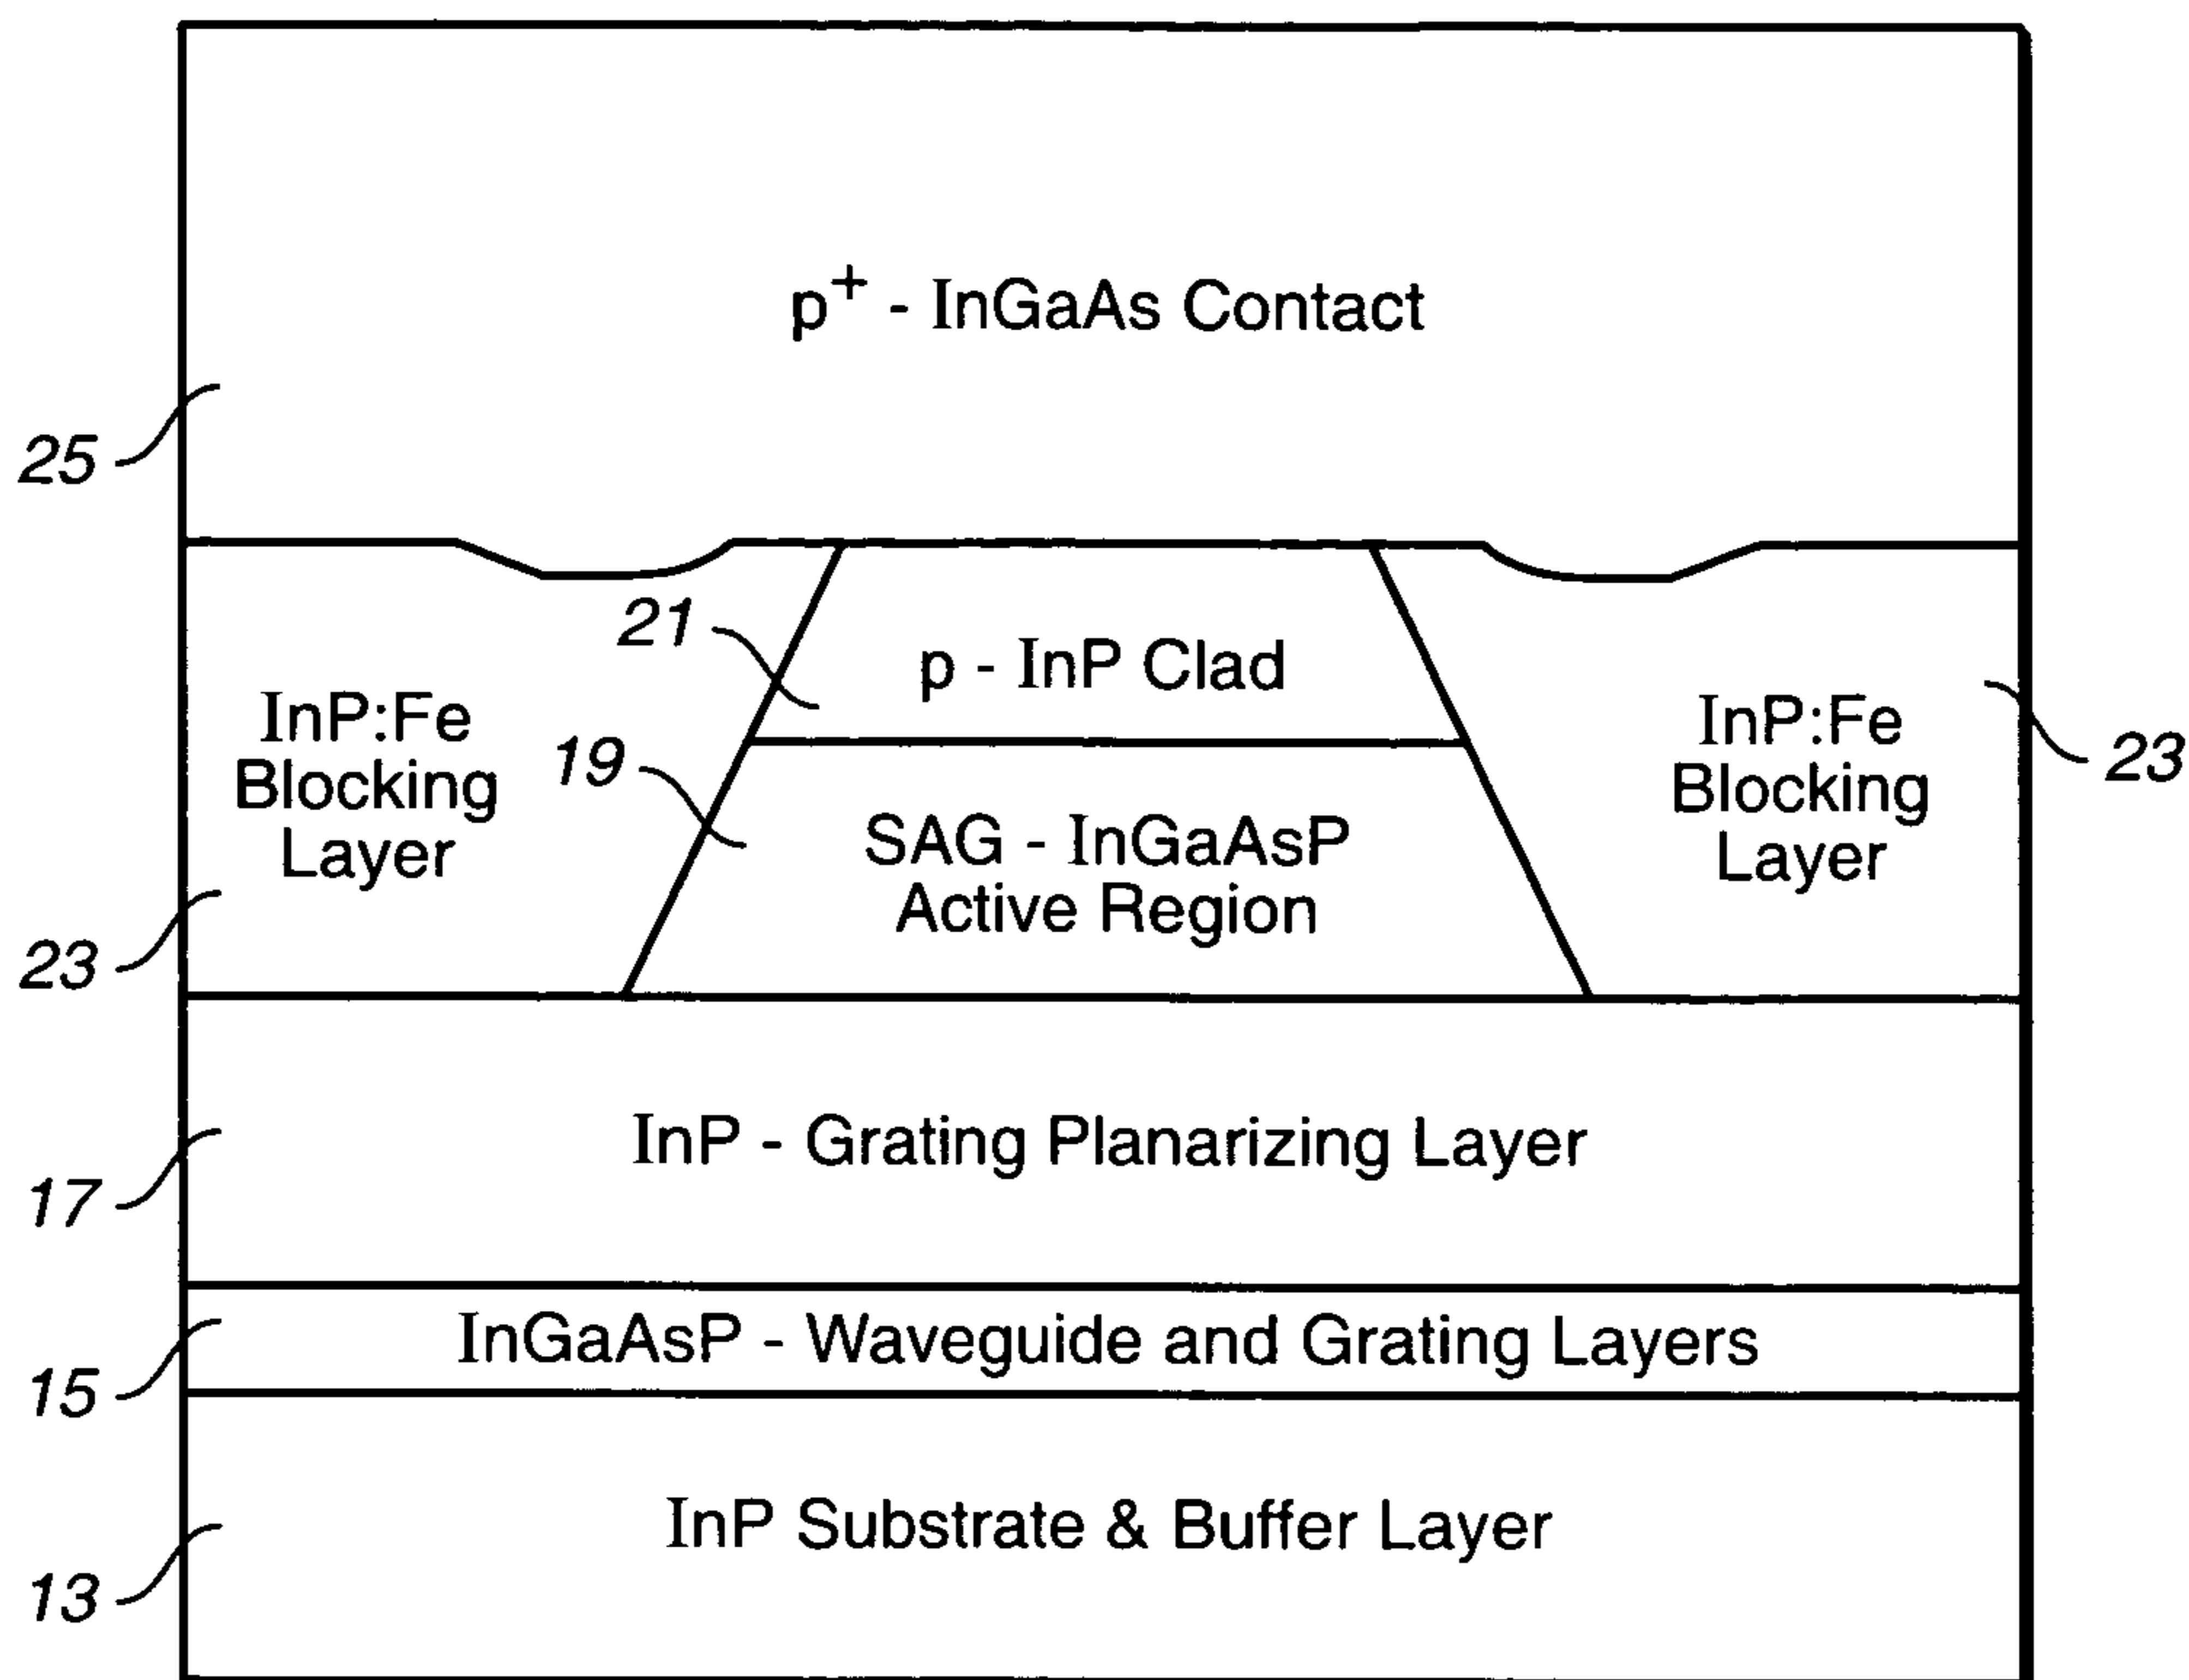 p+ - InGaAs Contact
25
21
p - InP Clad
InP:Fe
Blocking
Layer
19
SAG - InGaAsP
Active Region
InP:Fe
Blocking
Layer
23
23
InP - Grating Planarizing Layer
17
InGaAsP - Waveguide and Grating Layers
15
InP Substrate & Buffer Layer
13